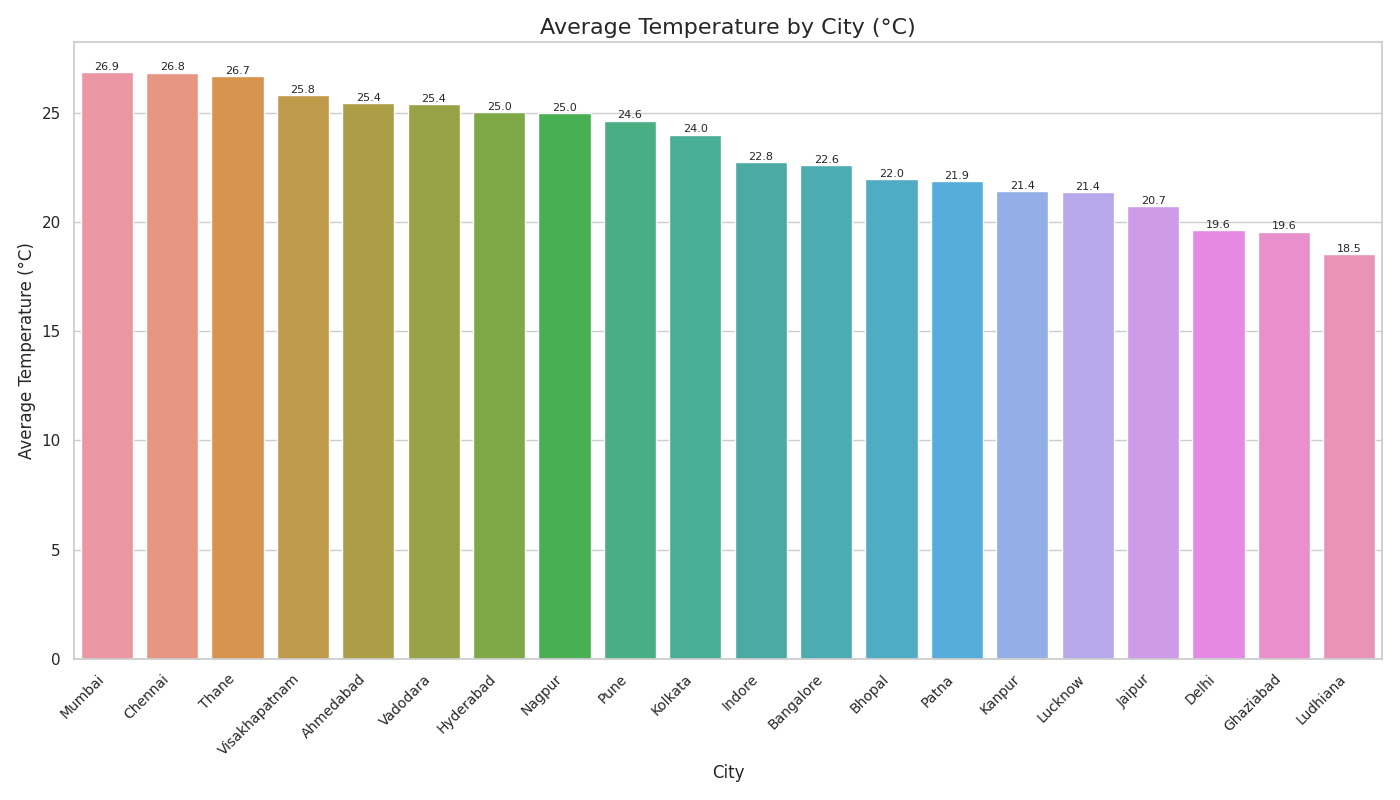 Average Temperature by City (°C)
26.9 26.8 26.7 25.8 25.4 25.4 25.0 25.0 24.6 24.0 22.8 22.6 22.0 21.9 21.4 21.4 20.7 19.6 19.6 18.5
Average Temperature (°C)
25
20
15
10
5
0
Mumbai Chennai Thane Visakhapatnam Ahmedabad Vadodara Hyderabad Nagpur Pune Kolkata Indore Bangalore Bhopal Patna Kanpur Lucknow Jaipur Delhi Ghaziabad Ludhiana
City